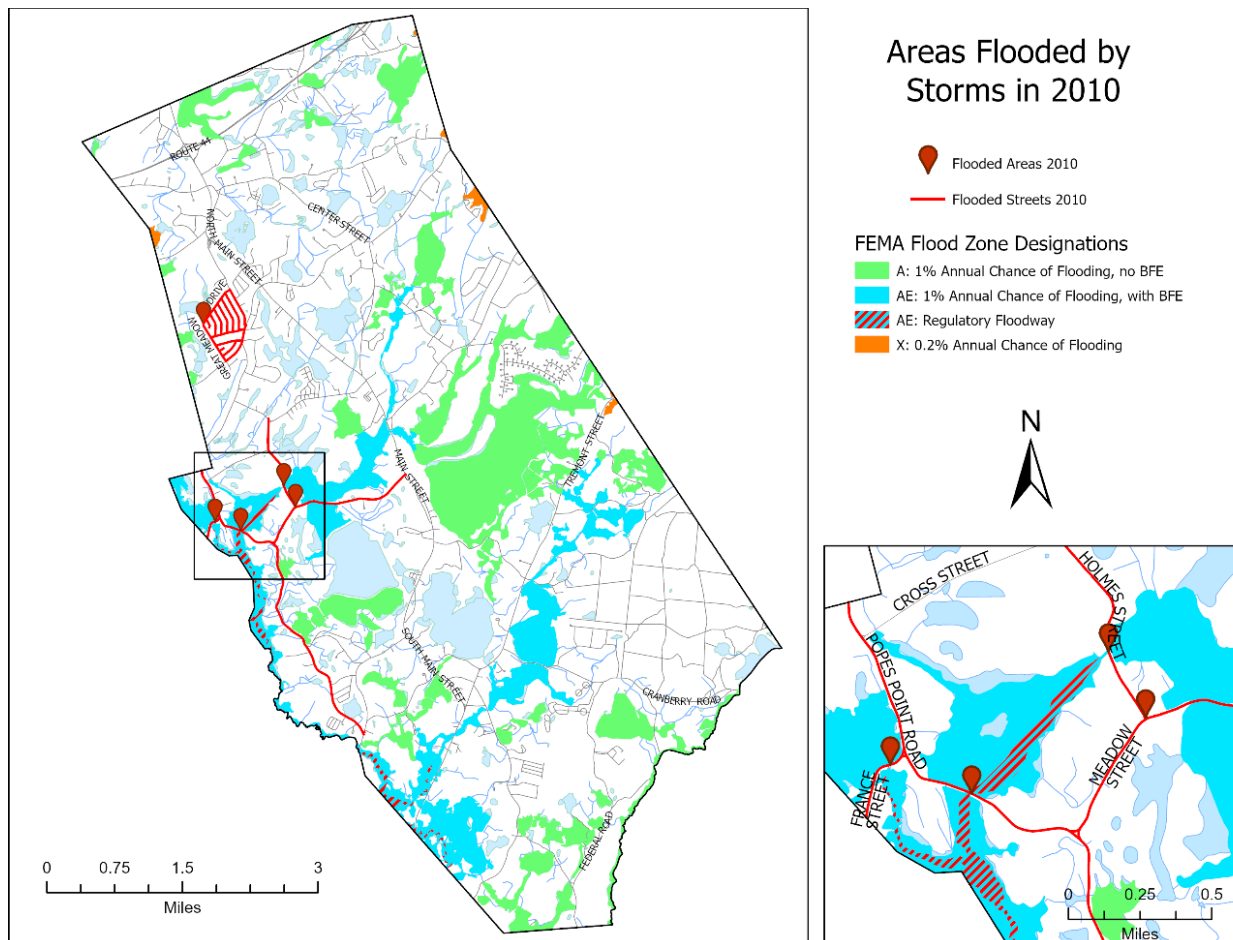 Areas Flooded by
Storms in 2010
Flooded Areas 2010
Flooded Streets 2010
FEMA Flood Zone Designations
A: 1% Annual Chance of Flooding, no BFE
AE: 1% Annual Chance of Flooding, with BFE
AE: Regulatory Floodway
X: 0.2% Annual Chance of Flooding
N
ROUTE 44
CENTER STREET
NORTH MAIN STREET
GREAT MEADOW
DRIVE
MAIN STREET
TREMONT STREET
SOUTH MAIN STREET
CRANBERRY ROAD
FEDERAL ROAD
0 0.75 1.5 3
Miles
CROSS STREET
HOLMES STREET
POPES POINT ROAD
MEADOW
STREET
FRANCE
STREET
0 0.25 0.5
Miles